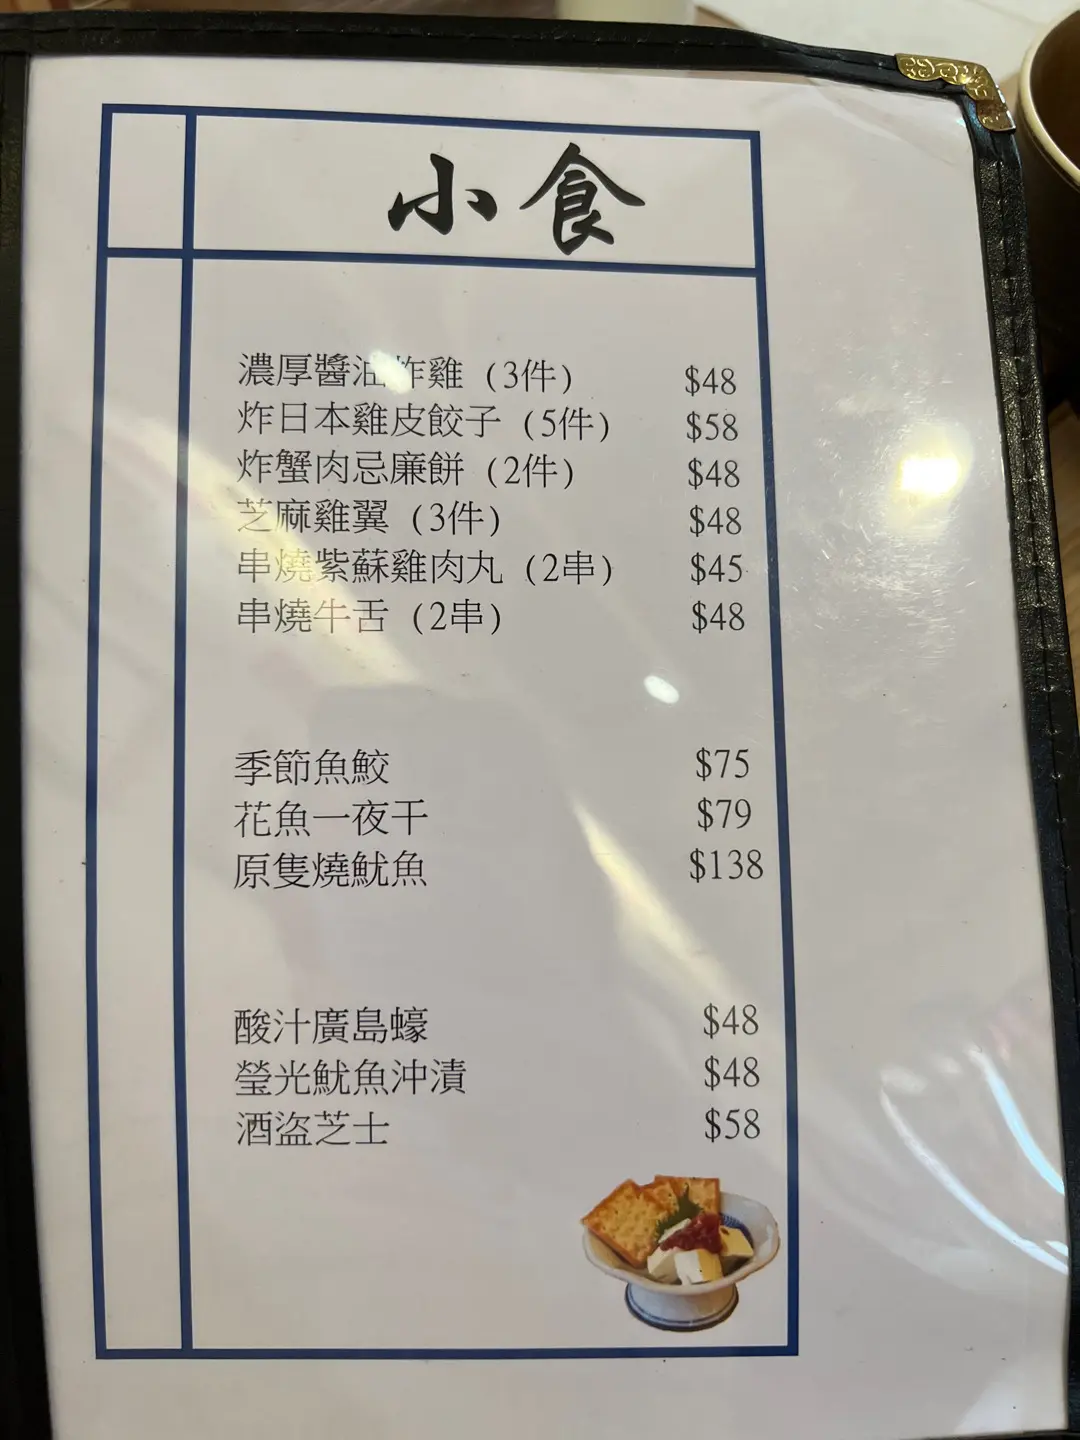 小食
濃厚醬油炸雞 (3件) $48
炸日本雞皮餃子 (5件) $58
炸蟹肉忌廉餅 (2件) $48
芝麻雞翼 (3件) $48
串燒紫蘇雞肉丸 (2串) $45
串燒牛舌 (2串) $48
季節魚鮫 $75
花魚一夜干 $79
原隻燒魷魚 $138
酸汁廣島蠔 $48
瑩光魷魚沖漬 $48
酒盜芝士 $58